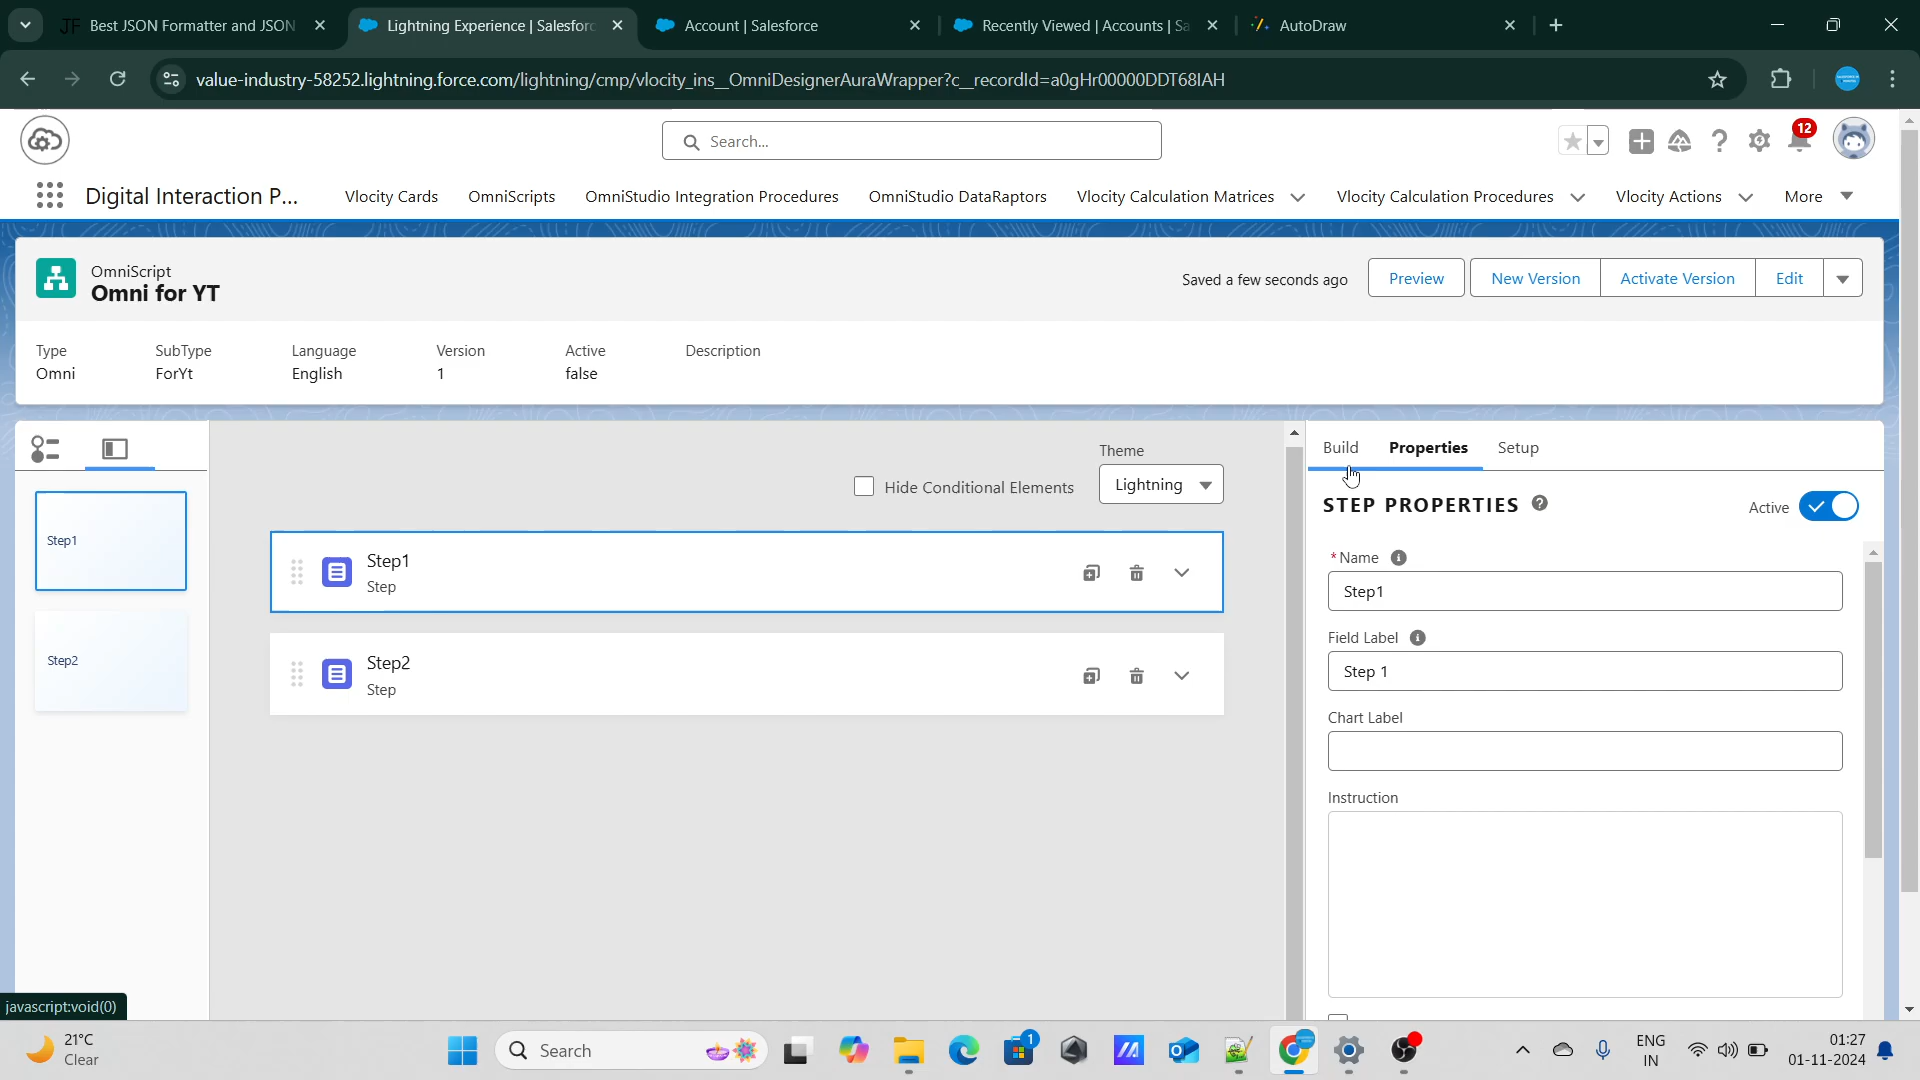 JF Best JSON Formatter and JSON
Lightning Experience | Salesforc
Account | Salesforce
Recently Viewed | Accounts | Sa
AutoDraw
value-industry-58252.lightning.force.com/lightning/cmp/vlocity_ins__OmniDesignerAuraWrapper?c__recordId=a0gHr00000DDT68IAH
Search...
12
Digital Interaction P...
Vlocity Cards
OmniScripts
OmniStudio Integration Procedures
OmniStudio DataRaptors
Vlocity Calculation Matrices
Vlocity Calculation Procedures
Vlocity Actions
More
OmniScript
Omni for YT
Saved a few seconds ago
Preview
New Version
Activate Version
Edit
Type
SubType
Language
Version
Active
Description
Omni
ForYt
English
1
false
Theme
Hide Conditional Elements
Lightning
Step1
Step2
Step1
Step
Step2
Step
Build
Properties
Setup
STEP PROPERTIES
Active
*Name
Step1
Field Label
Step 1
Chart Label
Instruction
javascript:void(0)
21°C
Clear
Search
1
ENG
IN
01:27
01-11-2024